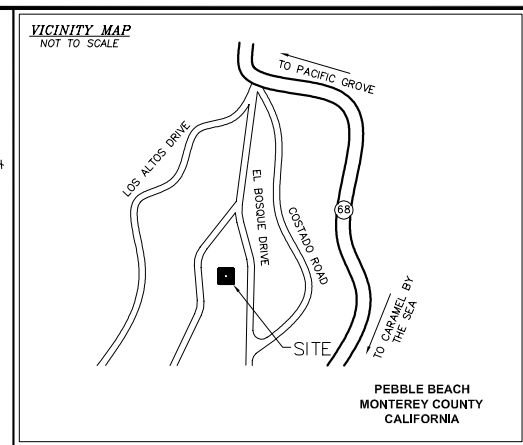 VICINITY MAP
NOT TO SCALE
TO PACIFIC GROVE
LOS ALTOS DRIVE
EL BOSQUE DRIVE
COSTADO ROAD
68
TO CARAMEL BY
THE SEA
SITE
PEBBLE BEACH
MONTEREY COUNTY
CALIFORNIA